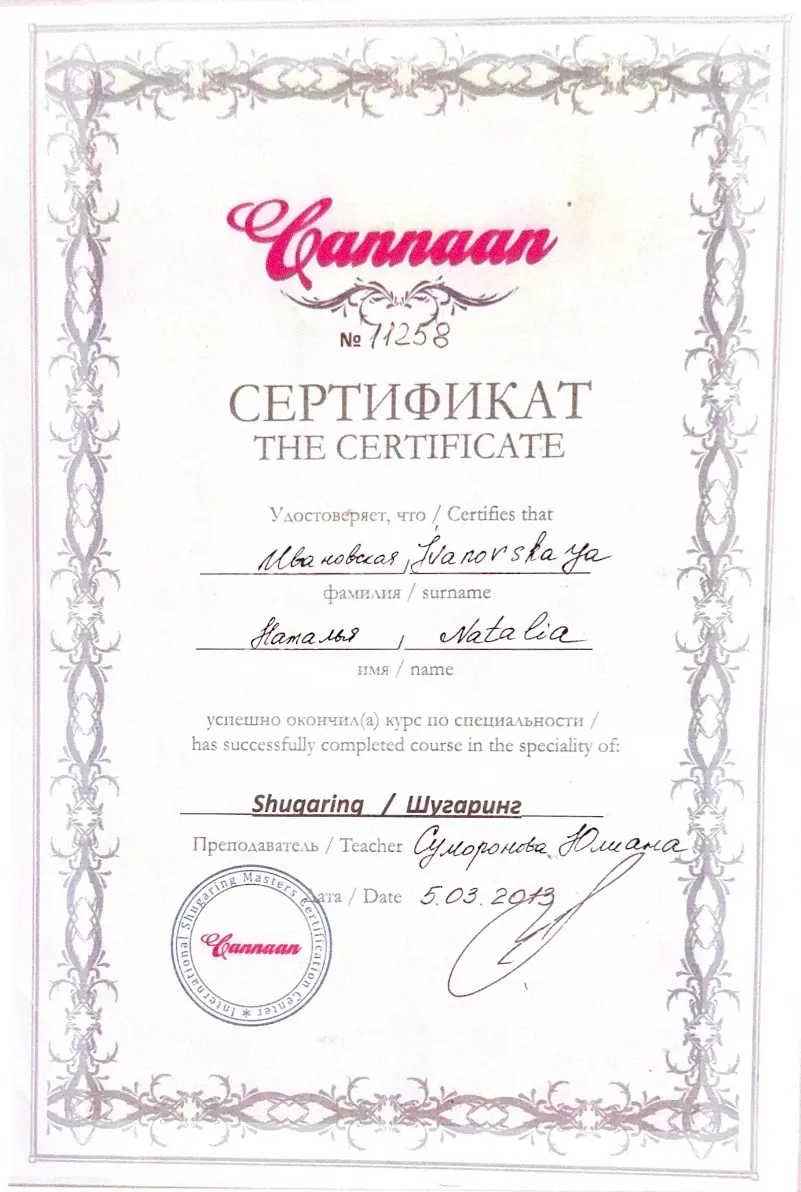 Cannaan
№ 11258
СЕРТИФИКАТ
THE CERTIFICATE
Удостоверяет, что / Certifies that
Ивановская, Ivanovskaya
фамилия / surname
Наталья, Natalia
имя / name
успешно окончил(а) курс по специальности /
has successfully completed course in the speciality of:
Shugaring / Шугаринг
Преподаватель / Teacher Суморокова Юлиана
Дата / Date 5.03.2013
International Shugaring Masters Certification Center *
Cannaan